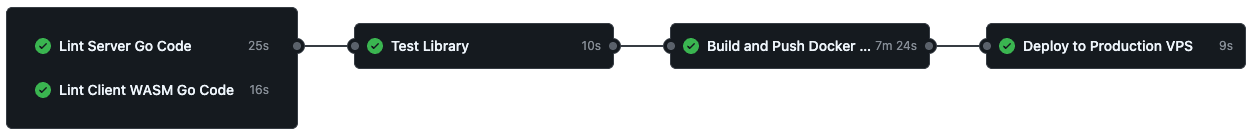 Lint Server Go Code 25s
Lint Client WASM Go Code 16s
Test Library 10s
Build and Push Docker ... 7m 24s
Deploy to Production VPS 9s